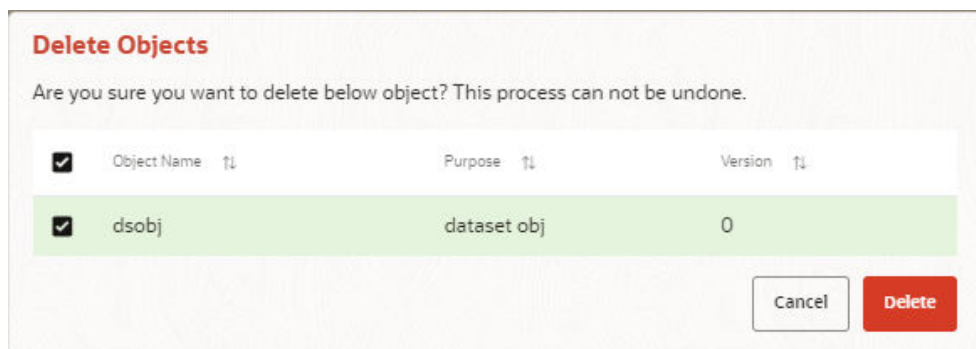 Delete Objects
Are you sure you want to delete below object? This process can not be undone.
Object Name Purpose Version
dsobj dataset obj 0
Cancel Delete